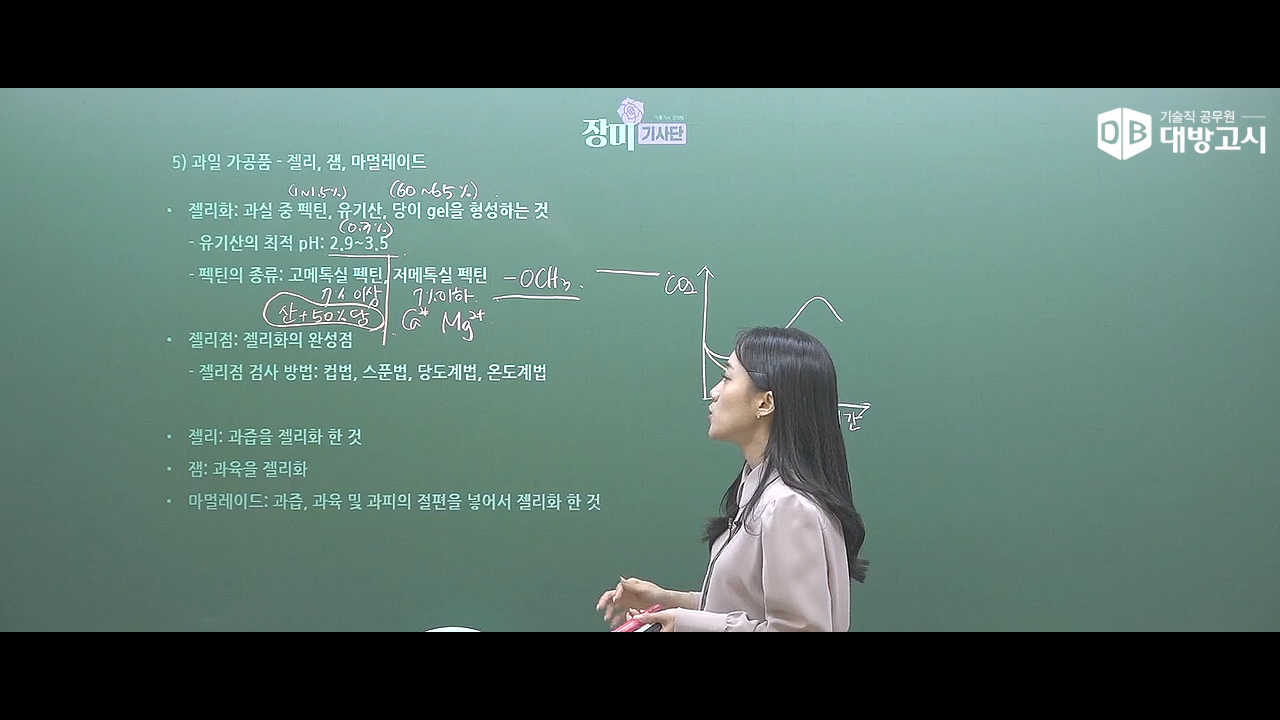 장미 기사단
기술직 공무원
DB 대방고시
5) 과일 가공품 - 젤리, 잼, 마멀레이드
(1~1.5%) (60~65%)
• 젤리화: 과실 중 펙틴, 유기산, 당이 gel을 형성하는 것
(0.3%)
- 유기산의 최적 pH: 2.9~3.5
- 펙틴의 종류: 고메톡실 펙틴, 저메톡실 펙틴 -OCH3
7% 이상 7% 이하
산+50% 당 Ca2+ Mg2+
CO2
• 젤리점: 젤리화의 완성점
- 젤리점 검사 방법: 컵법, 스푼법, 당도계법, 온도계법
• 젤리: 과즙을 젤리화 한 것
• 잼: 과육을 젤리화
• 마멀레이드: 과즙, 과육 및 과피의 절편을 넣어서 젤리화 한 것